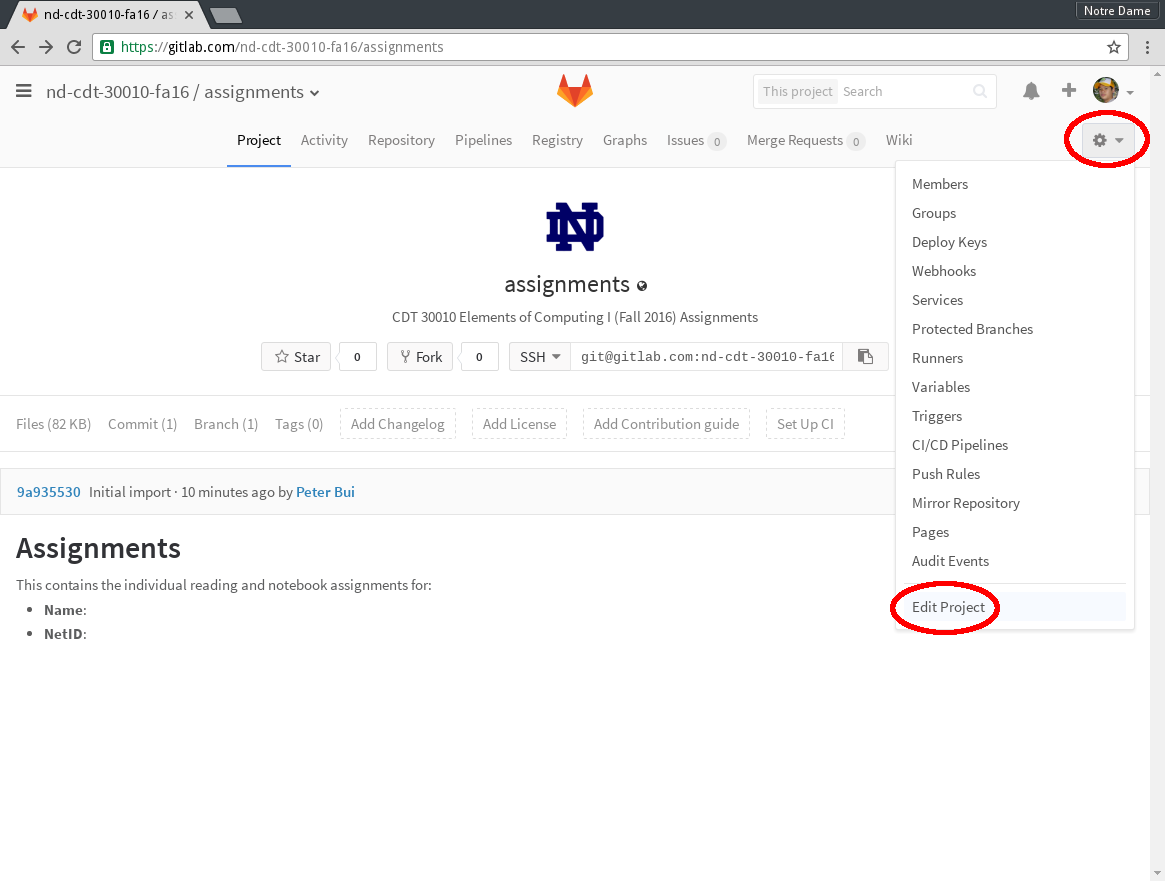 nd-cdt-30010-fa16 / as
Notre Dame
https://gitlab.com/nd-cdt-30010-fa16/assignments
nd-cdt-30010-fa16 / assignments
This project Search
Project Activity Repository Pipelines Registry Graphs Issues 0 Merge Requests 0 Wiki
Members
Groups
Deploy Keys
Webhooks
Services
Protected Branches
Runners
Variables
Triggers
CI/CD Pipelines
Push Rules
Mirror Repository
Pages
Audit Events
Edit Project
ND
assignments
CDT 30010 Elements of Computing I (Fall 2016) Assignments
Star 0 Fork 0 SSH git@gitlab.com:nd-cdt-30010-fa16
Files (82 KB) Commit (1) Branch (1) Tags (0) Add Changelog Add License Add Contribution guide Set Up CI
9a935530 Initial import · 10 minutes ago by Peter Bui
Assignments
This contains the individual reading and notebook assignments for:
• Name:
• NetID: